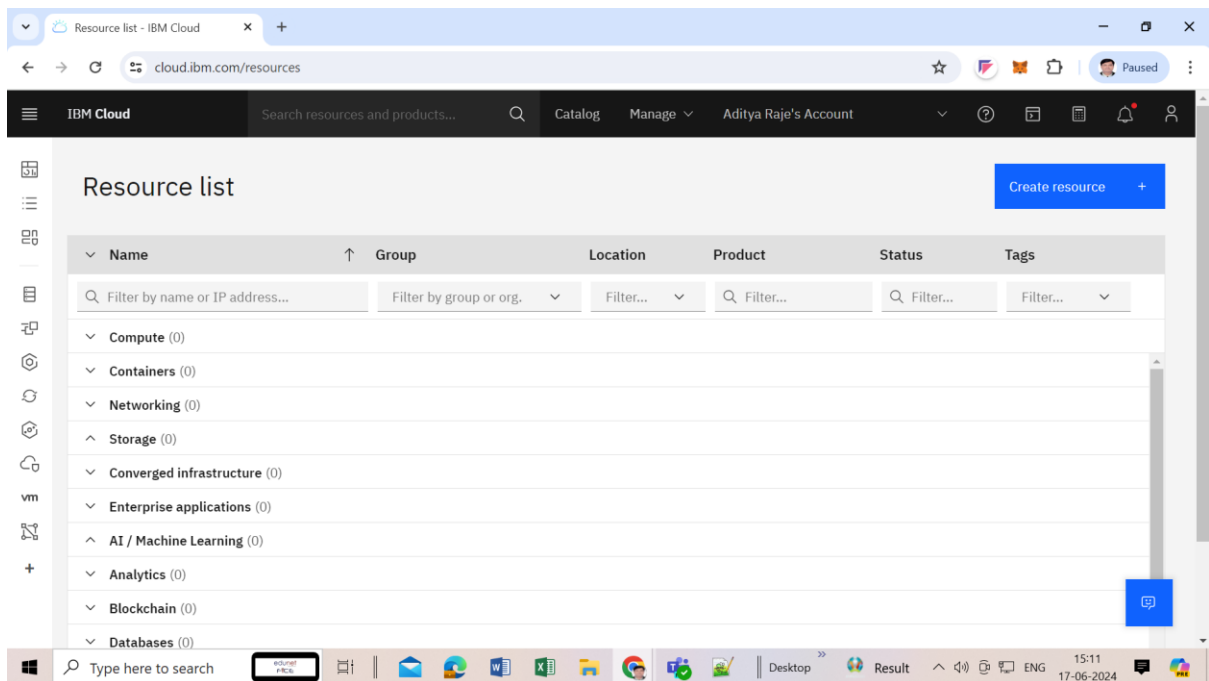 Resource list - IBM Cloud
cloud.ibm.com/resources
Paused
IBM Cloud
Search resources and products...
Catalog
Manage
Aditya Raje's Account
Resource list
Create resource +
Name Group Location Product Status Tags
Filter by name or IP address... Filter by group or org. Filter... Filter... Filter... Filter...
Compute (0)
Containers (0)
Networking (0)
Storage (0)
Converged infrastructure (0)
vm
Enterprise applications (0)
AI / Machine Learning (0)
Analytics (0)
Blockchain (0)
Databases (0)
Type here to search
edunet
Desktop
Result
ENG
15:11
17-06-2024
PRE